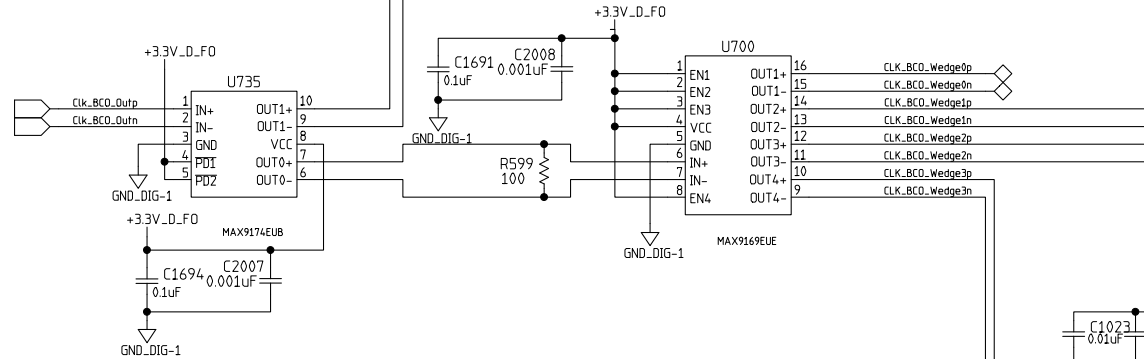 +3.3V_D_FO
U700
C1691
0.1uF
C2008
0.001uF
+3.3V_D_FO
U735
Clk_BCO_Outp
Clk_BCO_Outn
1 IN+ OUT1+ 10
2 IN- OUT1- 9
3 GND VCC 8
4 PD1 OUT0+ 7
5 PD2 OUT0- 6
GND_DIG-1
GND_DIG-1
MAX9174EUB
R599
100
1 EN1 OUT1+ 16 CLK_BCO_Wedge0p
2 EN2 OUT1- 15 CLK_BCO_Wedge0n
3 EN3 OUT2+ 14 CLK_BCO_Wedge1p
4 VCC OUT2- 13 CLK_BCO_Wedge1n
5 GND OUT3+ 12 CLK_BCO_Wedge2p
6 IN+ OUT3- 11 CLK_BCO_Wedge2n
7 IN- OUT4+ 10 CLK_BCO_Wedge3p
8 EN4 OUT4- 9 CLK_BCO_Wedge3n
GND_DIG-1
MAX9169EUE
+3.3V_D_FO
C1694
0.1uF
C2007
0.001uF
GND_DIG-1
C1023
0.01uF